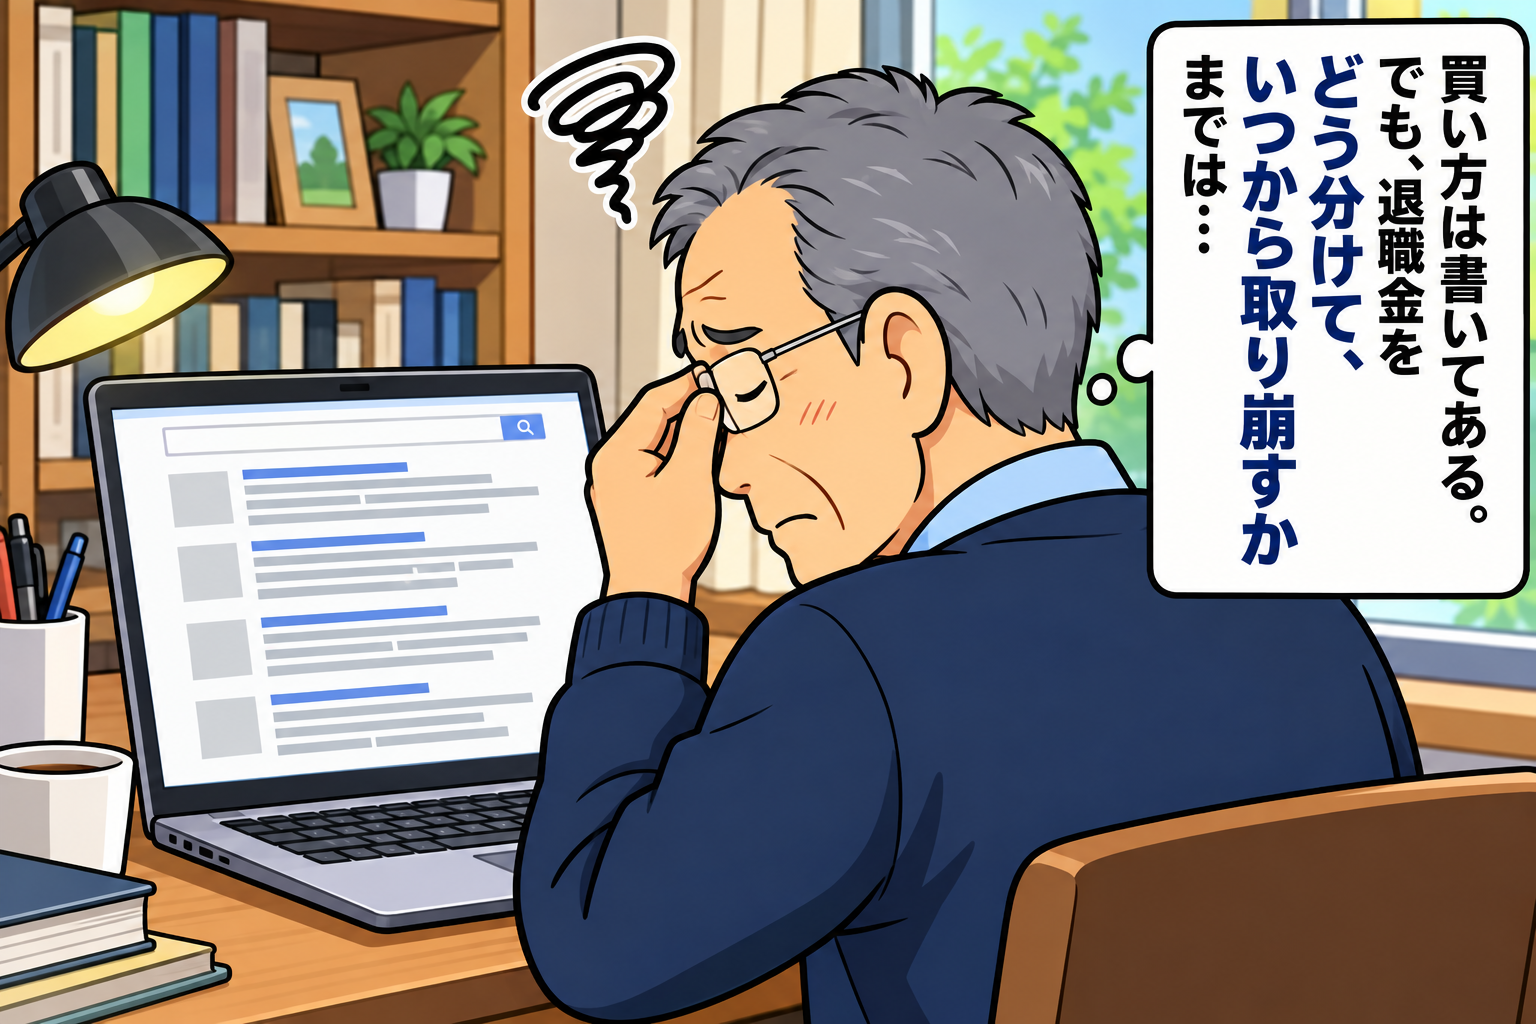 買い方は書いてある。
でも、退職金を
どう分けて、
いつから取り崩すか
までは…